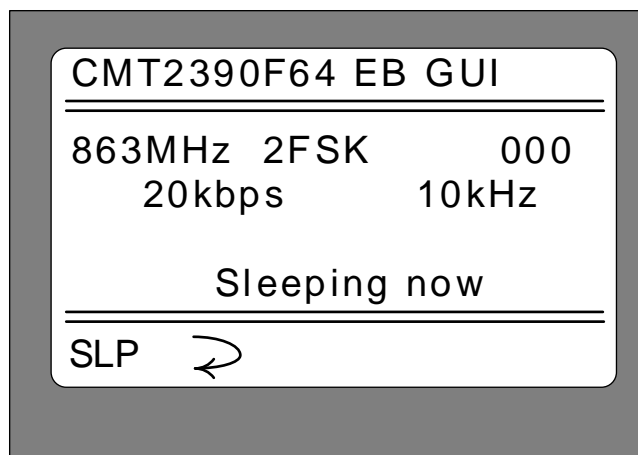 CMT2390F64 EB GUI
863MHz 2FSK 000
20kbps 10kHz
Sleeping now
SLP